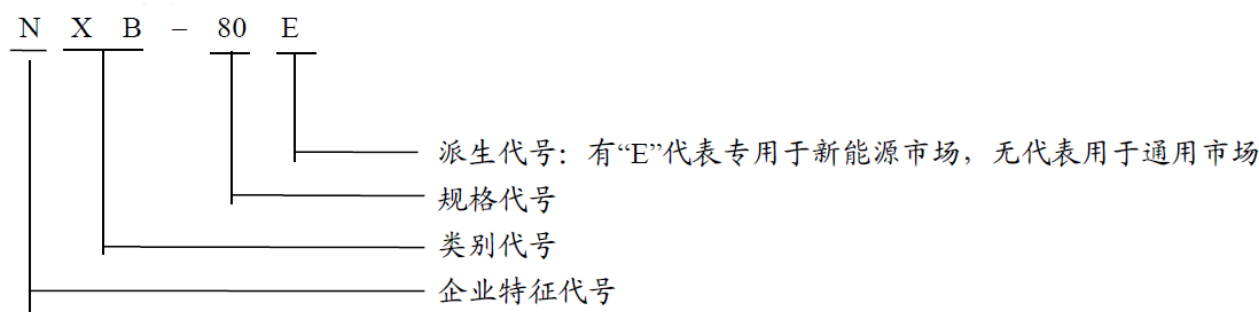 N X B – 80 E
派生代号：有“E”代表专用于新能源市场，无代表用于通用市场
规格代号
类别代号
企业特征代号